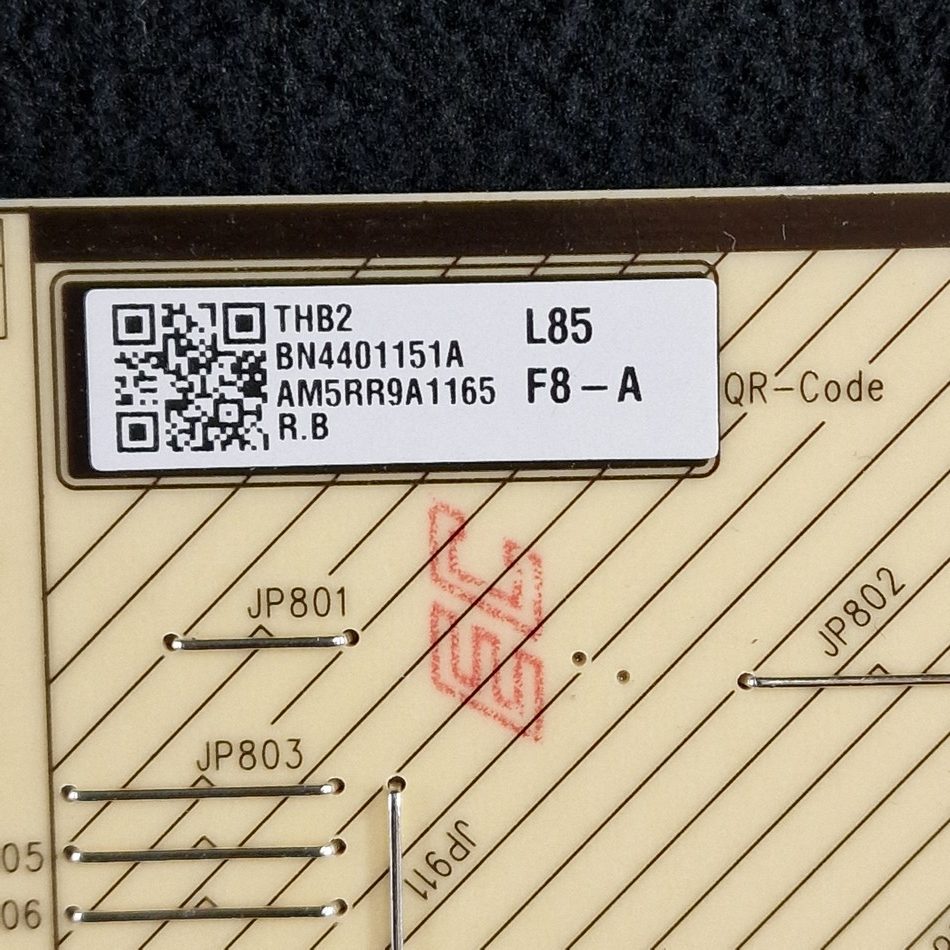 THB2
BN4401151A
AM5RR9A1165
R.B
L85
F8-A
QR-Code
JP801
JP802
JP803
JP911
05
06